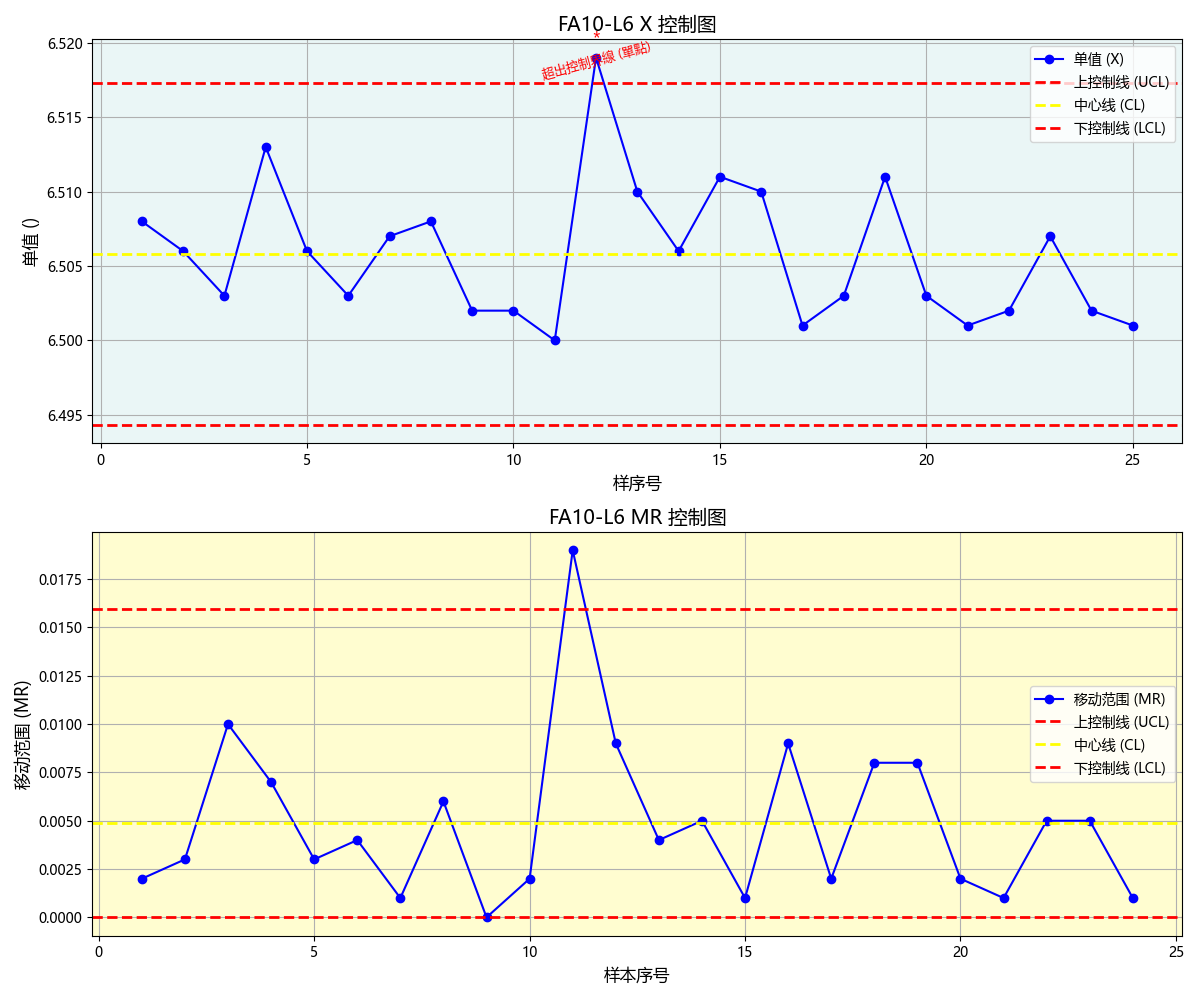 FA10-L6 X 控制图
*
超出控制界線 (單點)
6.520
6.515
6.510
6.505
6.500
6.495
单值 ()
单值 (X)
上控制线 (UCL)
中心线 (CL)
下控制线 (LCL)
0 5 10 15 20 25
样序号
FA10-L6 MR 控制图
0.0175
0.0150
0.0125
0.0100
0.0075
0.0050
0.0025
0.0000
移动范围 (MR)
移动范围 (MR)
上控制线 (UCL)
中心线 (CL)
下控制线 (LCL)
0 5 10 15 20 25
样本序号